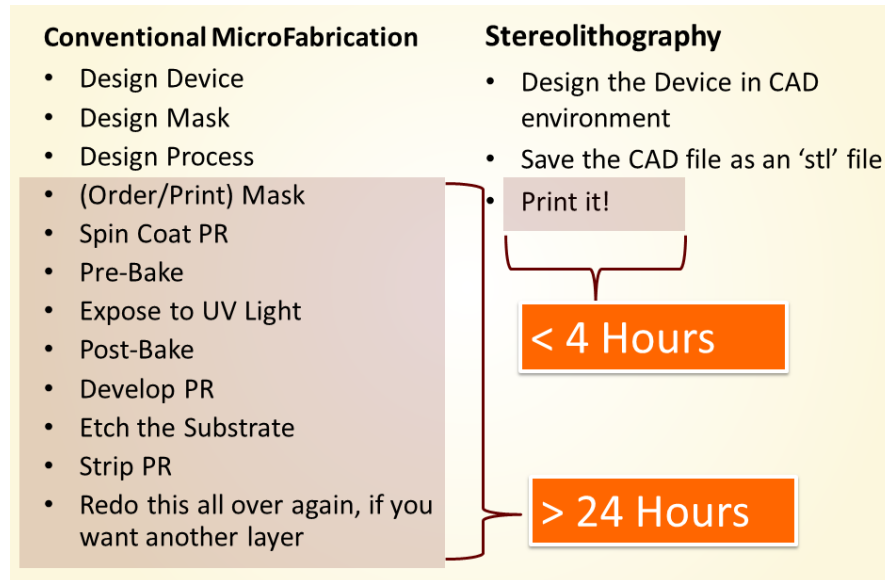 Conventional MicroFabrication
• Design Device
• Design Mask
• Design Process
• (Order/Print) Mask
• Spin Coat PR
• Pre-Bake
• Expose to UV Light
• Post-Bake
• Develop PR
• Etch the Substrate
• Strip PR
• Redo this all over again, if you
want another layer
Stereolithography
• Design the Device in CAD
environment
• Save the CAD file as an ‘stl’ file
• Print it!
< 4 Hours
> 24 Hours